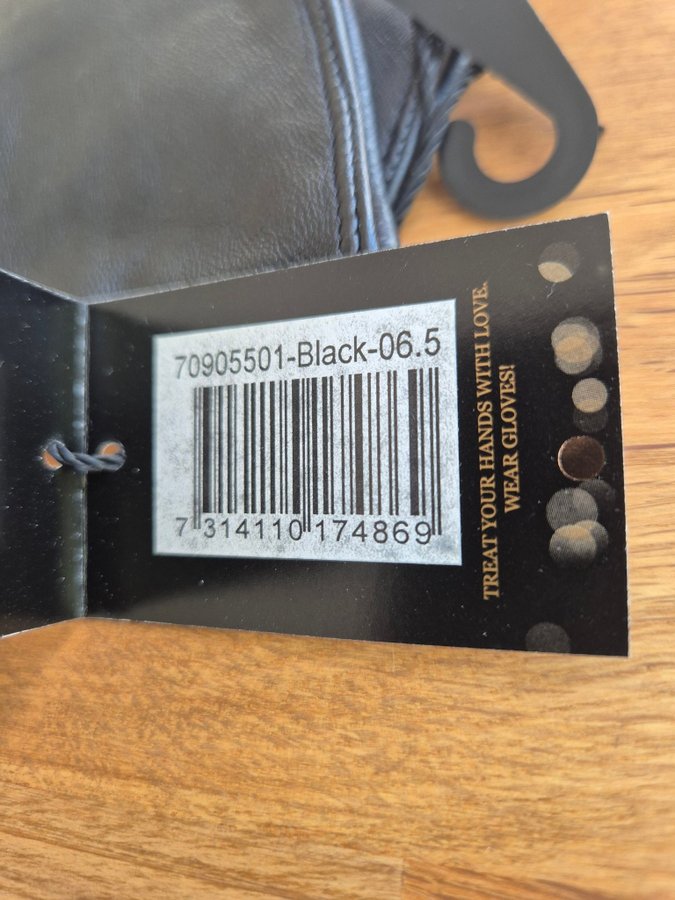 70905501-Black-06.5
7 314110 174869
TREAT YOUR HANDS WITH LOVE.
WEAR GLOVES!